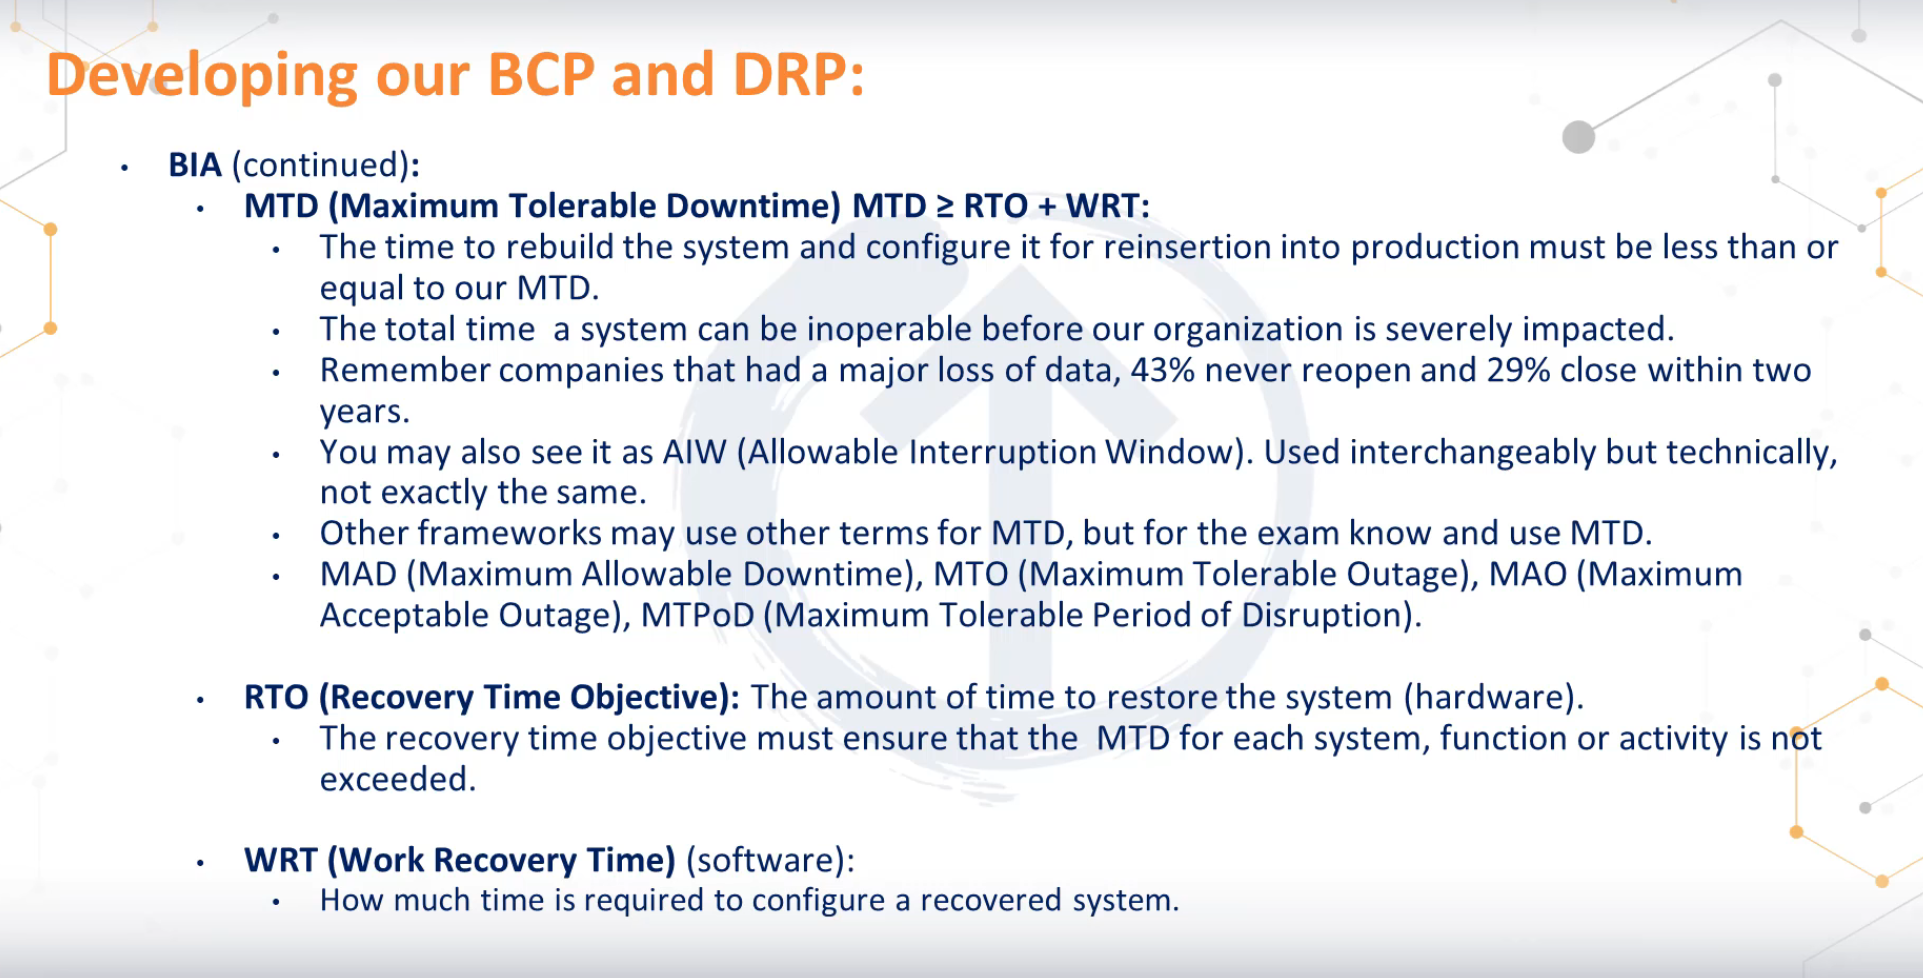 Developing our BCP and DRP:
• BIA (continued):
• MTD (Maximum Tolerable Downtime) MTD ≥ RTO + WRT:
• The time to rebuild the system and configure it for reinsertion into production must be less than or
equal to our MTD.
• The total time a system can be inoperable before our organization is severely impacted.
• Remember companies that had a major loss of data, 43% never reopen and 29% close within two
years.
• You may also see it as AIW (Allowable Interruption Window). Used interchangeably but technically,
not exactly the same.
• Other frameworks may use other terms for MTD, but for the exam know and use MTD.
• MAD (Maximum Allowable Downtime), MTO (Maximum Tolerable Outage), MAO (Maximum
Acceptable Outage), MTPoD (Maximum Tolerable Period of Disruption).
• RTO (Recovery Time Objective): The amount of time to restore the system (hardware).
• The recovery time objective must ensure that the MTD for each system, function or activity is not
exceeded.
• WRT (Work Recovery Time) (software):
• How much time is required to configure a recovered system.